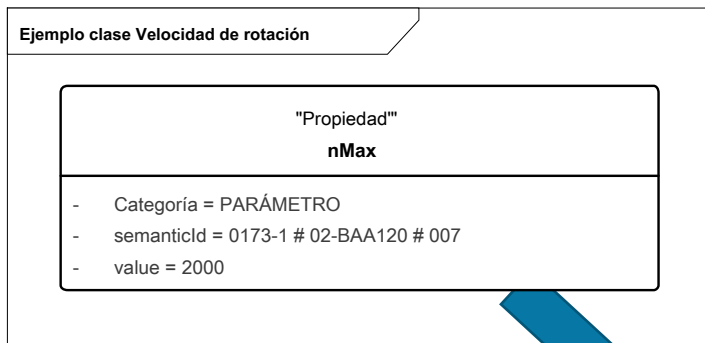 Ejemplo clase Velocidad de rotación
"Propiedad'"
nMax
- Categoría = PARÁMETRO
- semanticId = 0173-1 # 02-BAA120 # 007
- value = 2000